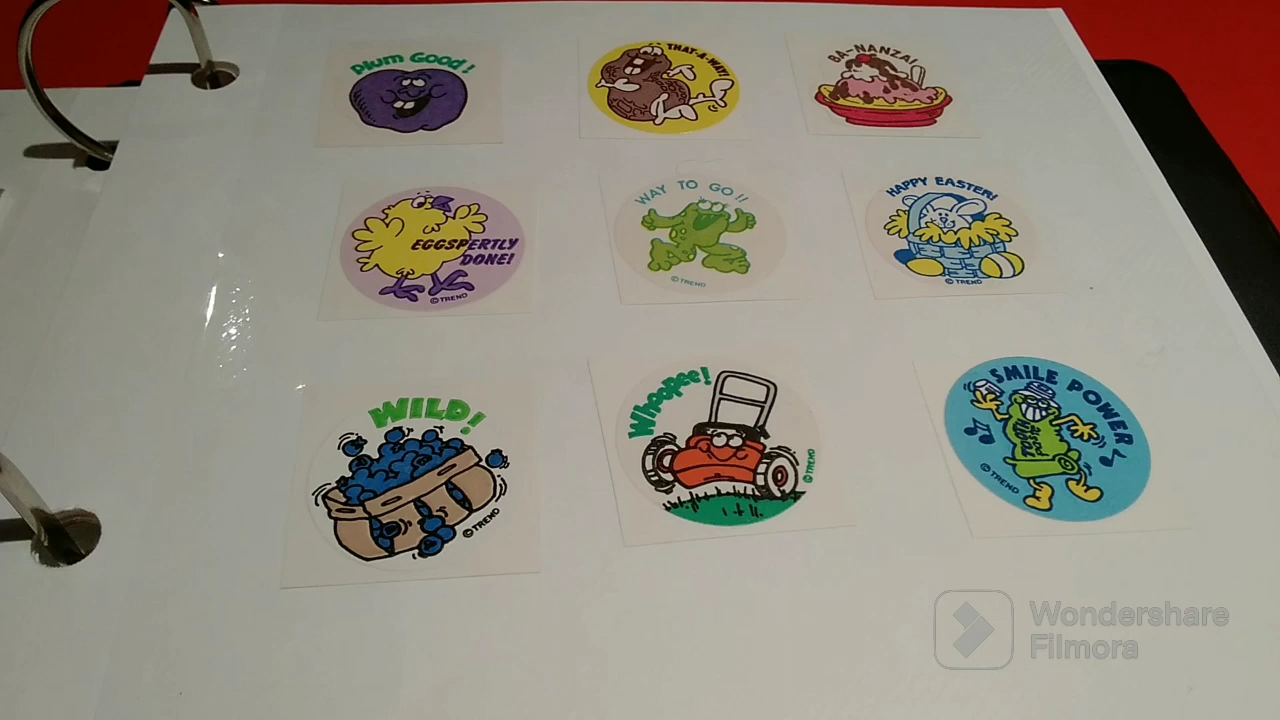 Plum Good!
THAT-A-WAY!
BA-NANZA!
EGGSPERTLY
DONE!
© TREND
WAY TO GO!!
© TREND
HAPPY EASTER!
© TREND
WILD!
© TREND
Whoopee!
© TREND
SMILE POWER
© TREND
Wondershare
Filmora